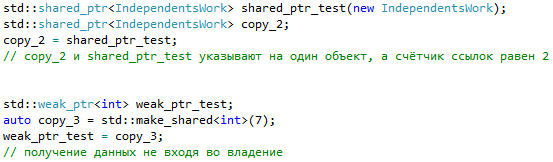 std::shared_ptr<IndependentsWork> shared_ptr_test(new IndependentsWork);
std::shared_ptr<IndependentsWork> copy_2;
copy_2 = shared_ptr_test;
// copy_2 и shared_ptr_test указывают на один объект, а счётчик ссылок равен 2
std::weak_ptr<int> weak_ptr_test;
auto copy_3 = std::make_shared<int>(7);
weak_ptr_test = copy_3;
// получение данных не входя во владение